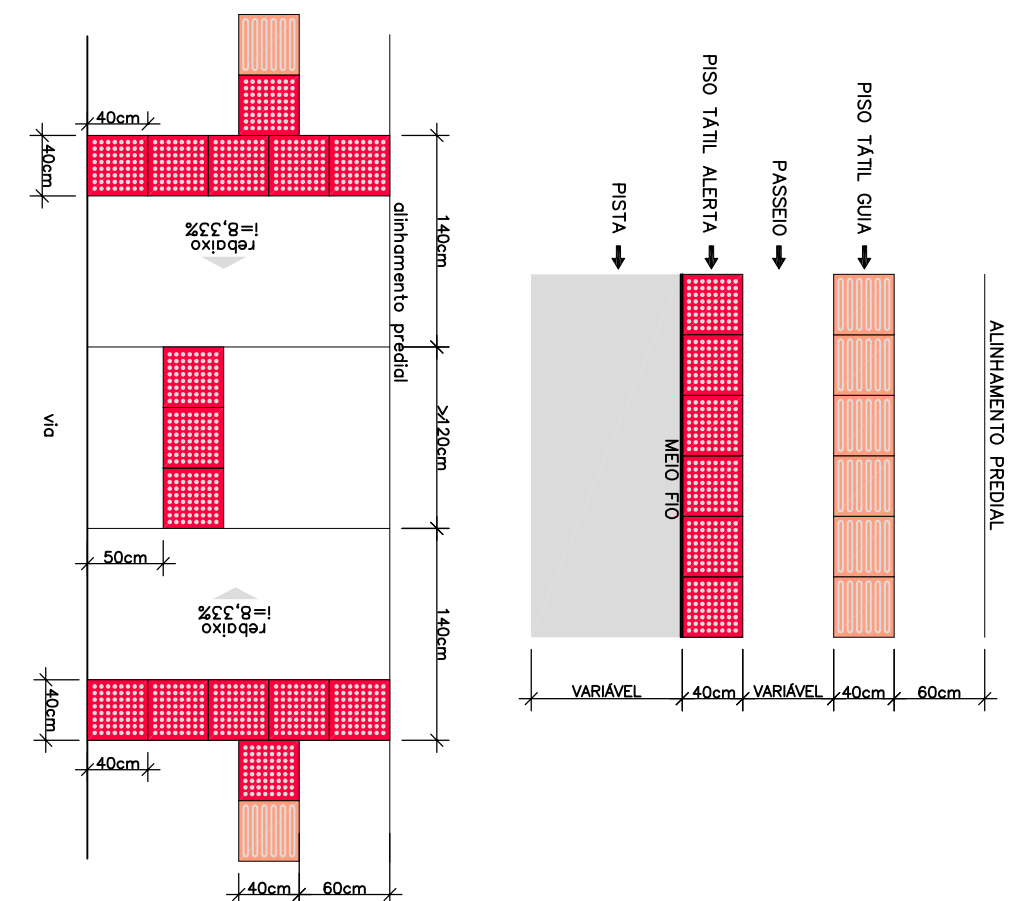 40cm
40cm
i=8,33%
rebaixo
140cm
alinhamento predial
>120cm
via
50cm
i=8,33%
rebaixo
140cm
40cm
40cm
40cm
60cm
PISTA
PISO TÁTIL ALERTA
PASSEIO
PISO TÁTIL GUIA
MEIO FIO
ALINHAMENTO PREDIAL
VARIÁVEL
40cm
VARIÁVEL
40cm
60cm